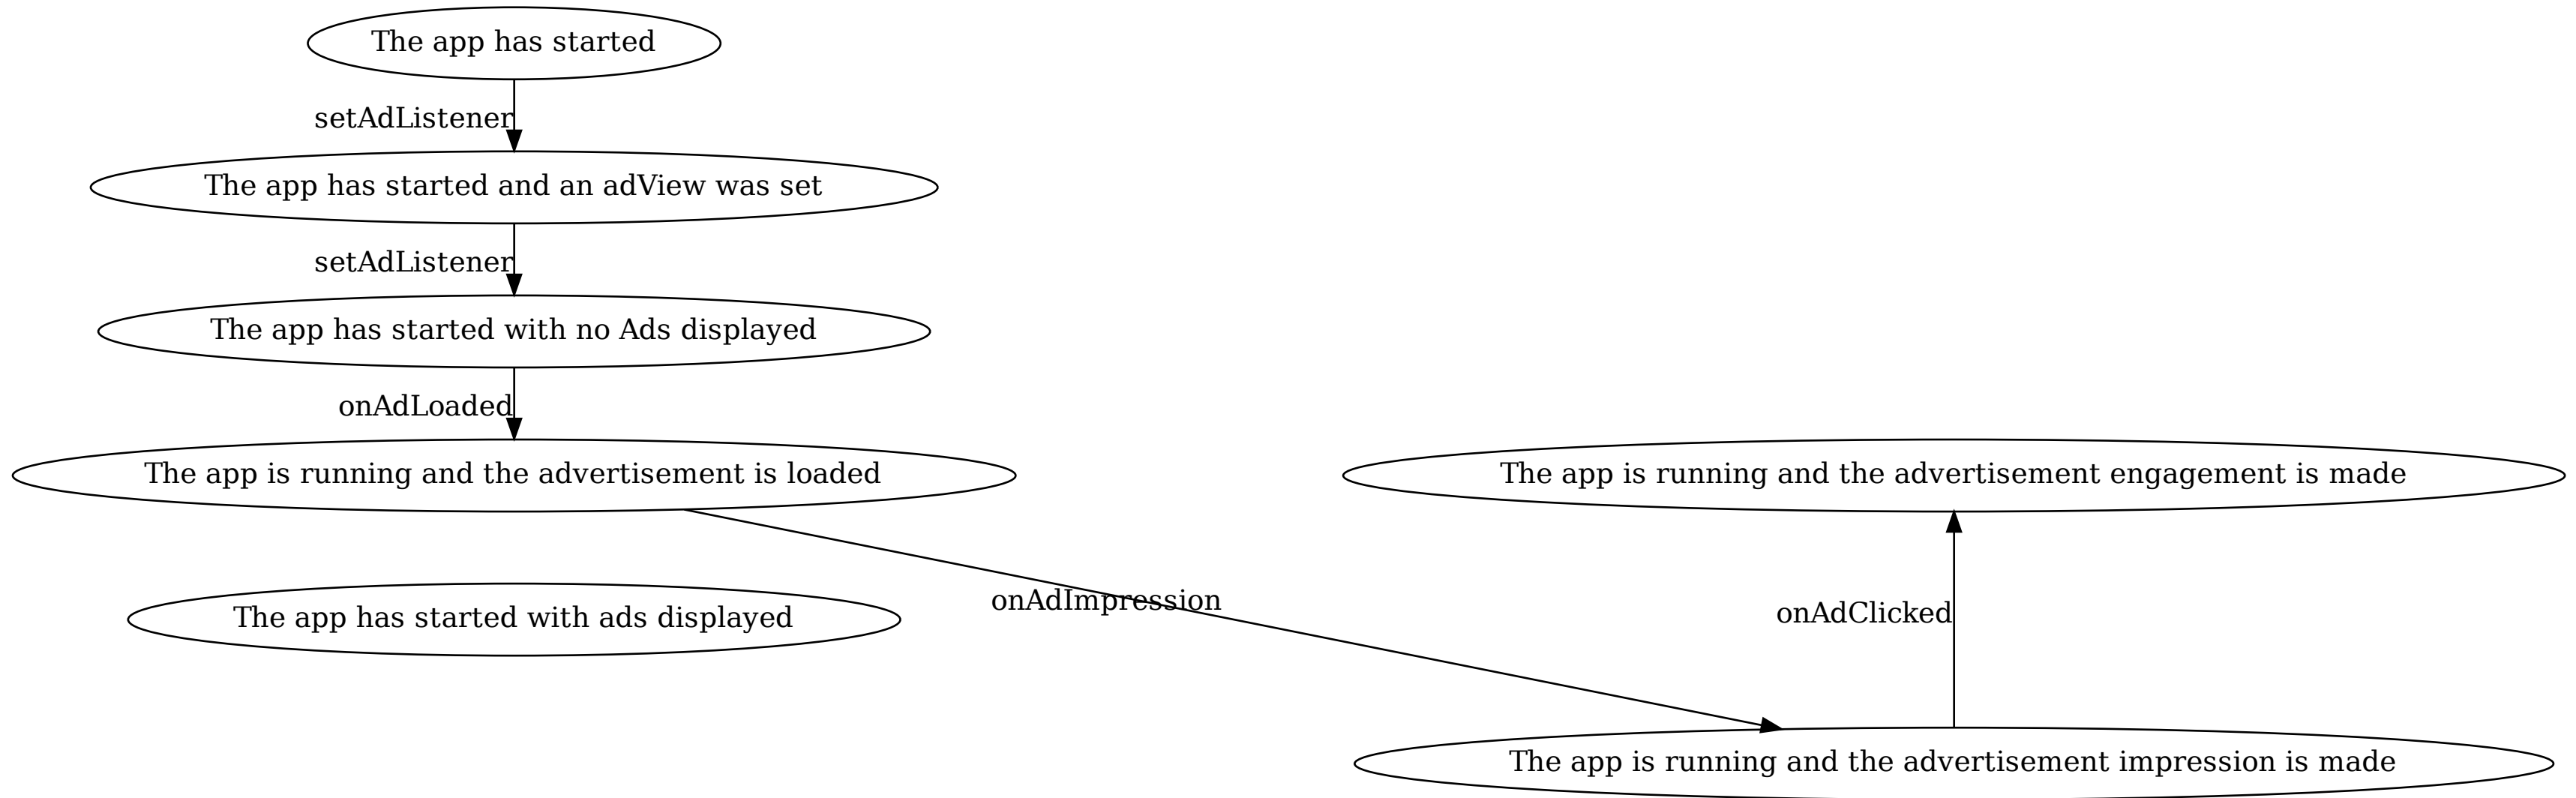 The app has started
setAdListener
The app has started and an adView was set
setAdListener
The app has started with no Ads displayed
onAdLoaded
The app is running and the advertisement is loaded
The app is running and the advertisement engagement is made
onAdImpression
onAdClicked
The app has started with ads displayed
The app is running and the advertisement impression is made